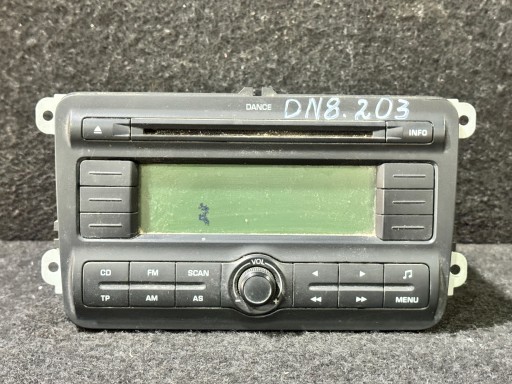 DANCE DN8.203
INFO
VOL
CD FM SCAN
TP AM AS MENU